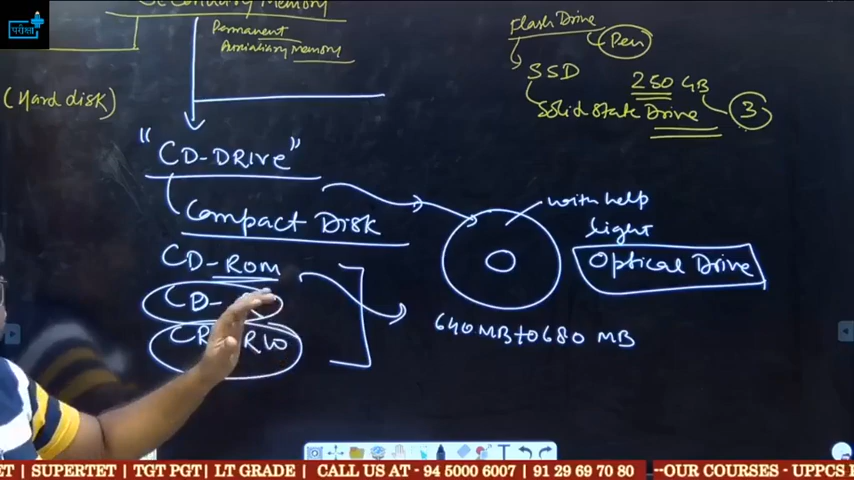 परीक्षा
Secondary Memory
Permanent
Auxialiary Memory
(Hard disk)
Flash Drive
Pen
SSD
250 GB
Solid State Drive
3
"CD-DRIVE"
Compact Disk
CD-ROM
CD-
RW
with help
light
Optical Drive
640 MB to 680 MB
ET | SUPERTET | TGT PGT| LT GRADE | CALL US AT - 94 5000 6007 | 91 29 69 70 80 --OUR COURSES - UPPCS